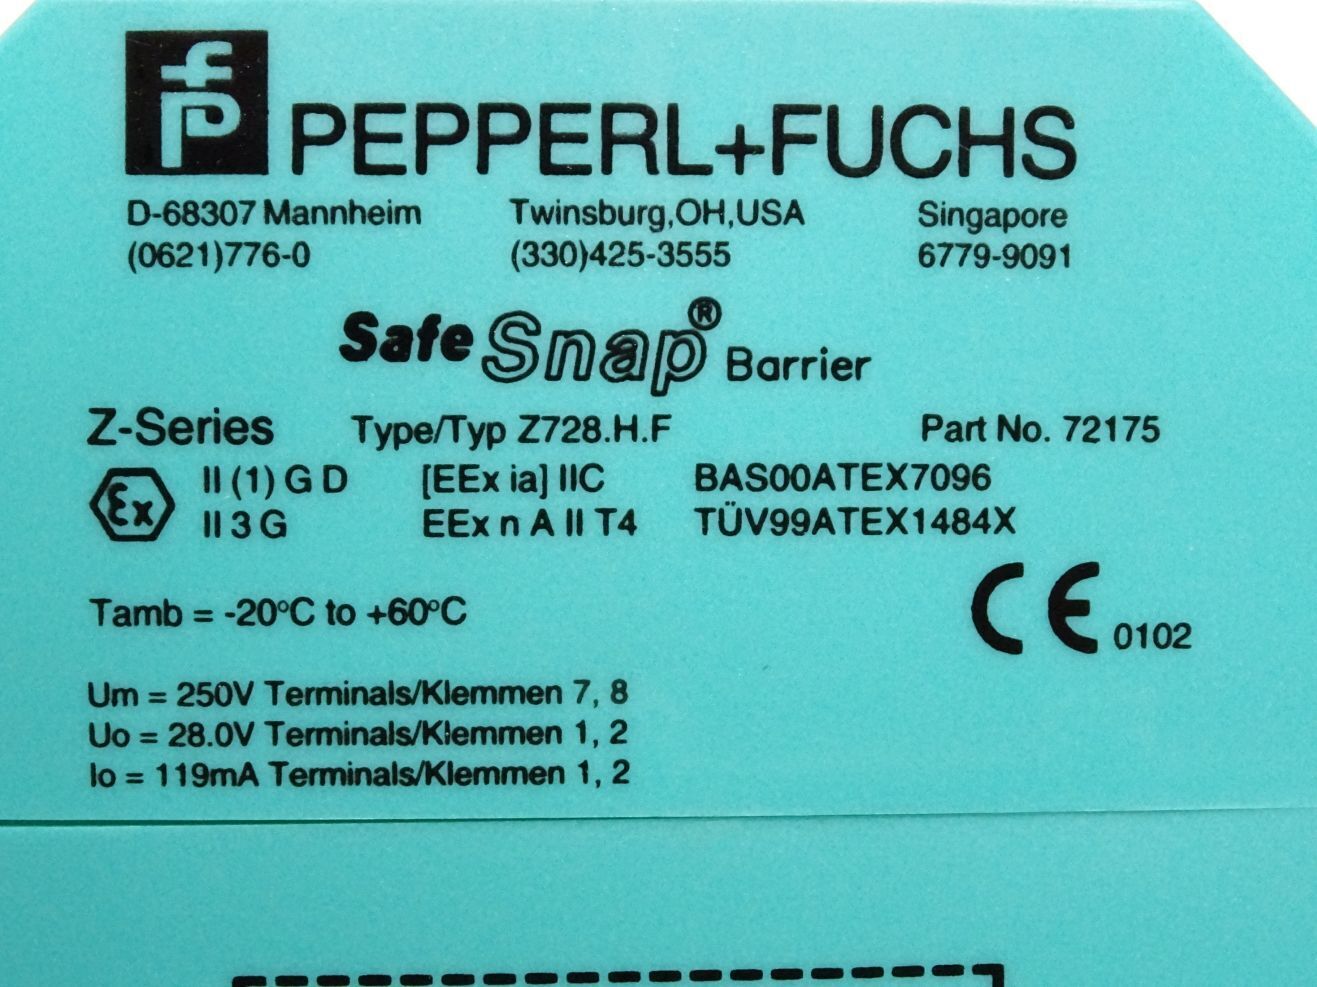 fp PEPPERL+FUCHS
D-68307 Mannheim Twinsburg,OH,USA Singapore
(0621)776-0 (330)425-3555 6779-9091
Safe Snap® Barrier
Z-Series Type/Typ Z728.H.F Part No. 72175
Ex II (1) G D [EEx ia] IIC BAS00ATEX7096
II 3 G EEx n A II T4 TÜV99ATEX1484X
Tamb = -20°C to +60°C CE 0102
Um = 250V Terminals/Klemmen 7, 8
Uo = 28.0V Terminals/Klemmen 1, 2
Io = 119mA Terminals/Klemmen 1, 2